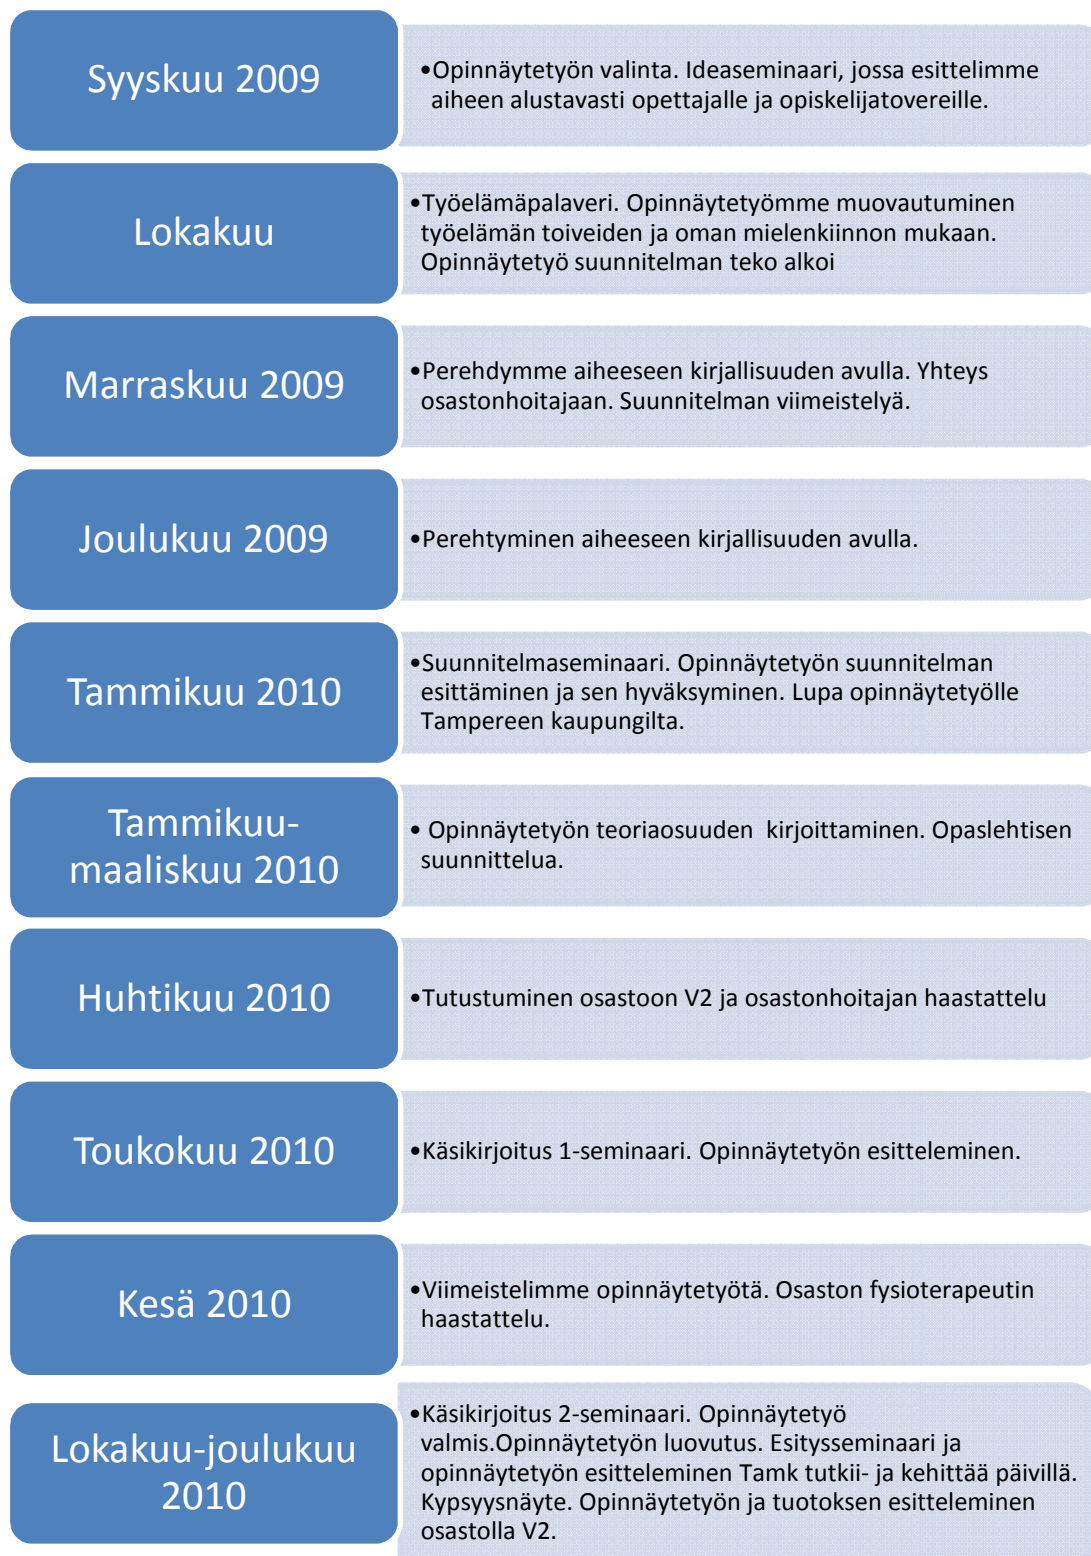 Syyskuu 2009
•Opinnäytetyön valinta. Ideaseminaari, jossa esittelimme
aiheen alustavasti opettajalle ja opiskelijatovereille.
Lokakuu
•Työelämäpalaveri. Opinnäytetyömme muovautuminen
työelämän toiveiden ja oman mielenkiinnon mukaan.
Opinnäytetyö suunnitelman teko alkoi
Marraskuu 2009
•Perehdymme aiheeseen kirjallisuuden avulla. Yhteys
osastonhoitajaan. Suunnitelman viimeistelyä.
Joulukuu 2009
•Perehtyminen aiheeseen kirjallisuuden avulla.
Tammikuu 2010
•Suunnitelmaseminaari. Opinnäytetyön suunnitelman
esittäminen ja sen hyväksyminen. Lupa opinnäytetyölle
Tampereen kaupungilta.
Tammikuu-
maaliskuu 2010
• Opinnäytetyön teoriaosuuden kirjoittaminen. Opaslehtisen
suunnittelua.
Huhtikuu 2010
•Tutustuminen osastoon V2 ja osastonhoitajan haastattelu
Toukokuu 2010
•Käsikirjoitus 1-seminaari. Opinnäytetyön esitteleminen.
Kesä 2010
•Viimeistelimme opinnäytetyötä. Osaston fysioterapeutin
haastattelu.
Lokakuu-joulukuu
2010
•Käsikirjoitus 2-seminaari. Opinnäytetyö
valmis.Opinnäytetyön luovutus. Esitysseminaari ja
opinnäytetyön esitteleminen Tamk tutkii- ja kehittää päivillä.
Kypsyysnäyte. Opinnäytetyön ja tuotoksen esitteleminen
osastolla V2.